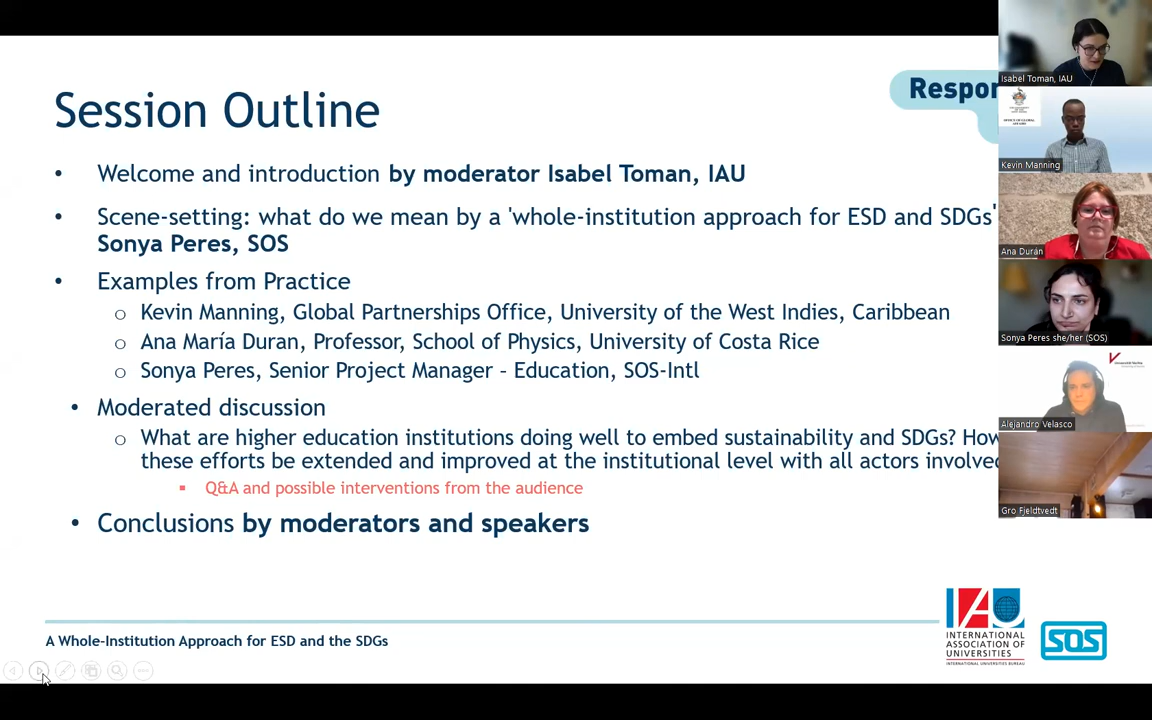 Session Outline
Respon
• Welcome and introduction by moderator Isabel Toman, IAU
• Scene-setting: what do we mean by a 'whole-institution approach for ESD and SDGs'
Sonya Peres, SOS
• Examples from Practice
o Kevin Manning, Global Partnerships Office, University of the West Indies, Caribbean
o Ana María Duran, Professor, School of Physics, University of Costa Rice
o Sonya Peres, Senior Project Manager – Education, SOS-Intl
• Moderated discussion
o What are higher education institutions doing well to embed sustainability and SDGs? How
these efforts be extended and improved at the institutional level with all actors involved
▪ Q&A and possible interventions from the audience
• Conclusions by moderators and speakers
A Whole-Institution Approach for ESD and the SDGs
IAU
INTERNATIONAL
ASSOCIATION OF
UNIVERSITIES
INTERNATIONAL UNIVERSITIES BUREAU
SOS
Isabel Toman, IAU
OFFICE OF GLOBAL
AFFAIRS
Kevin Manning
Ana Durán
Sonya Peres she/her (SOS)
Alejandro Velasco
Gro Fjeldtvedt